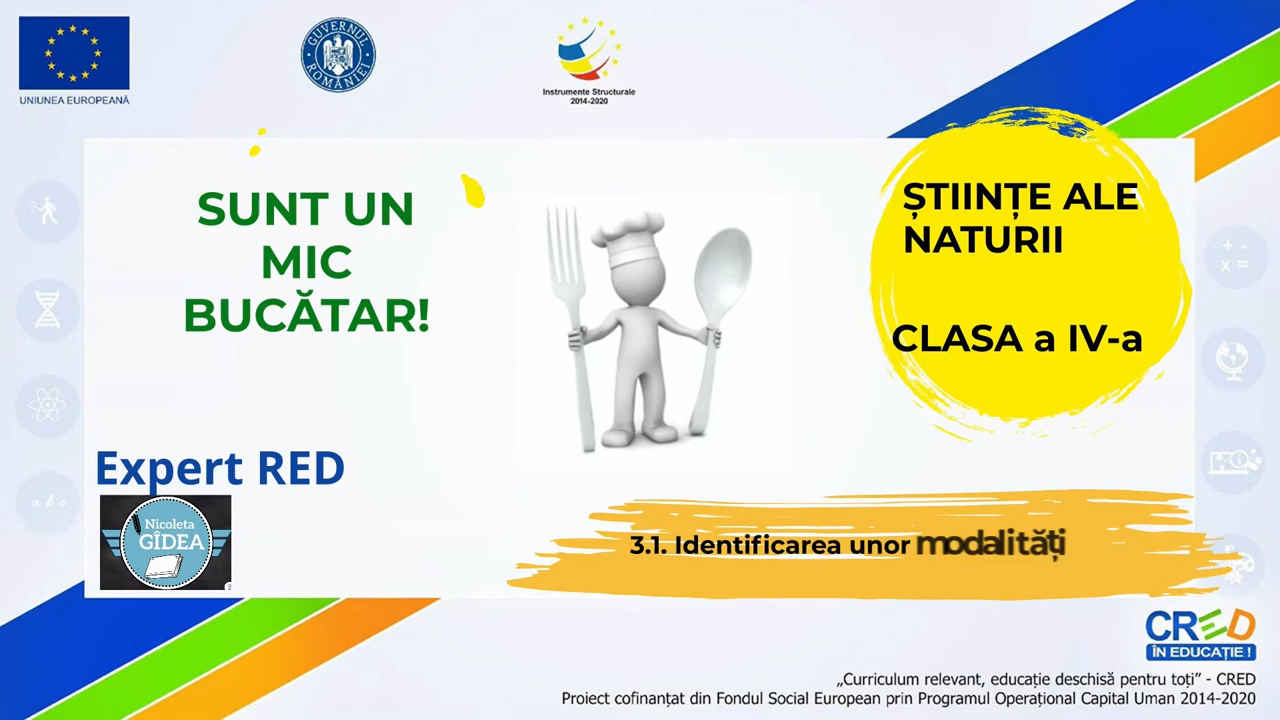 UNIUNEA EUROPEANĂ
GUVERNUL ROMÂNIEI
Instrumente Structurale
2014-2020
SUNT UN
MIC
BUCĂTAR!
ȘTIINȚE ALE
NATURII
CLASA a IV-a
Expert RED
Nicoleta
GÎDEA
3.1. Identificarea unor modalități
+ -
x =
a b c
CRED
ÎN EDUCAȚIE !
„Curriculum relevant, educație deschisă pentru toți” - CRED
Proiect cofinanțat din Fondul Social European prin Programul Operațional Capital Uman 2014-2020